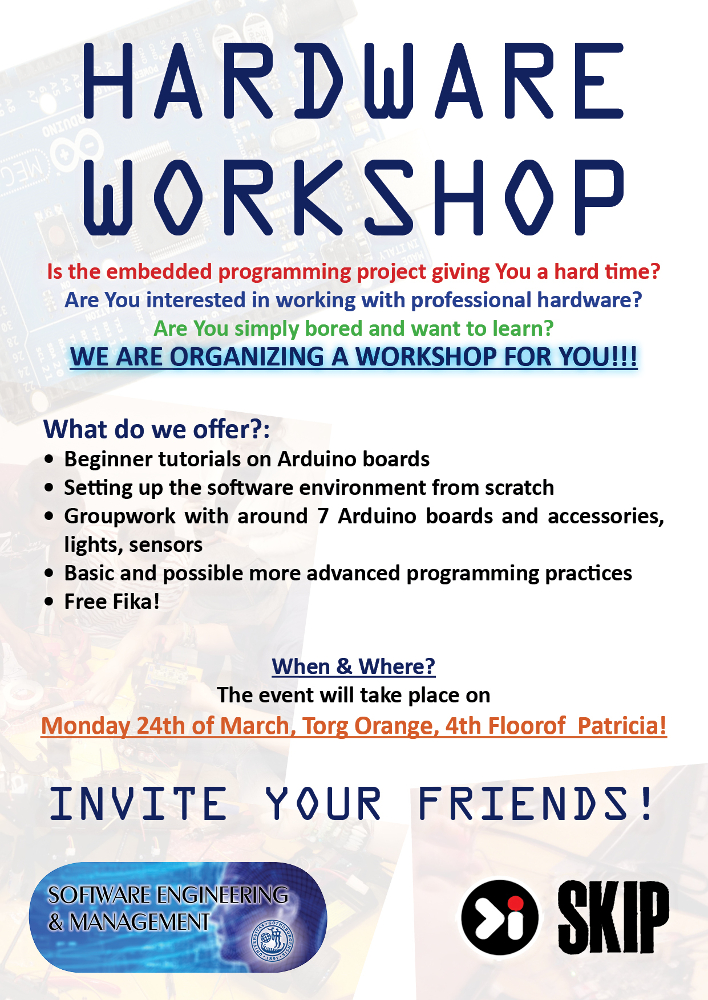 HARDWARE
WORKSHOP
Is the embedded programming project giving You a hard time?
Are You interested in working with professional hardware?
Are You simply bored and want to learn?
WE ARE ORGANIZING A WORKSHOP FOR YOU!!!
What do we offer?:
• Beginner tutorials on Arduino boards
• Setting up the software environment from scratch
• Groupwork with around 7 Arduino boards and accessories,
lights, sensors
• Basic and possible more advanced programming practices
• Free Fika!
When & Where?
The event will take place on
Monday 24th of March, Torg Orange, 4th Floorof  Patricia!
INVITE YOUR FRIENDS!
SOFTWARE ENGINEERING
& MANAGEMENT
SKIP